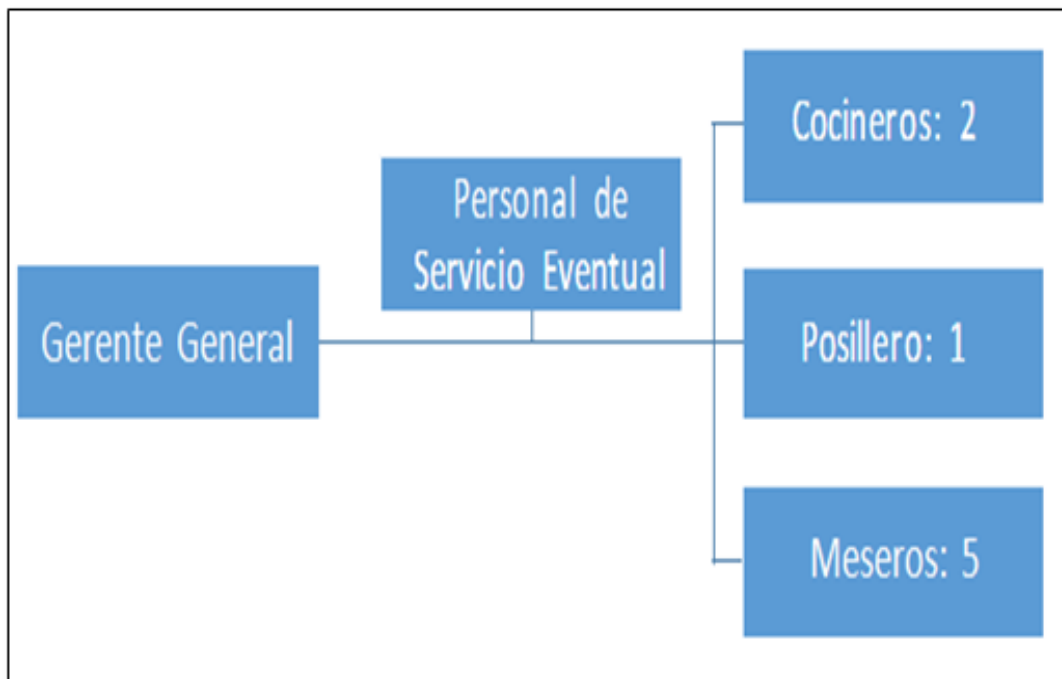 Gerente General
Personal de
Servicio Eventual
Cocineros: 2
Posillero: 1
Meseros: 5